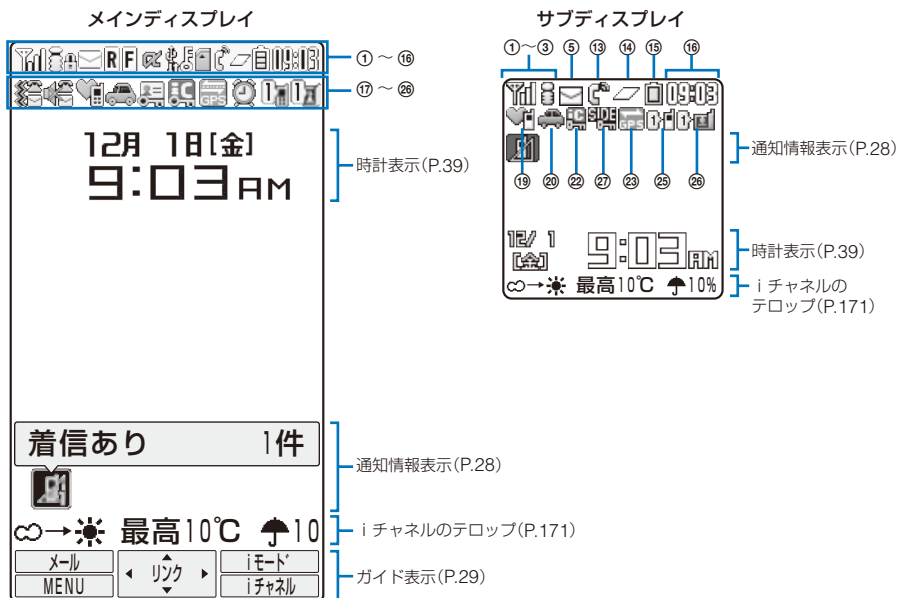 メインディスプレイ
R F 09:03
①～⑯
GPS
⑰～㉖
12月 1日[金]
9:03AM
時計表示(P.39)
着信あり 1件
通知情報表示(P.28)
∞→☀ 最高10℃ ☂10
iチャネルのテロップ(P.171)
メール リンク iモード
MENU iチャネル
ガイド表示(P.29)
サブディスプレイ
①～③ ⑤ ⑬ ⑭ ⑮ ⑯
09:03
iC SIDE GPS
通知情報表示(P.28)
⑲ ⑳ ㉒ ㉗ ㉓ ㉕ ㉖
12/ 1
[金]
9:03AM
時計表示(P.39)
∞→☀ 最高10℃ ☂10%
iチャネルの
テロップ(P.171)